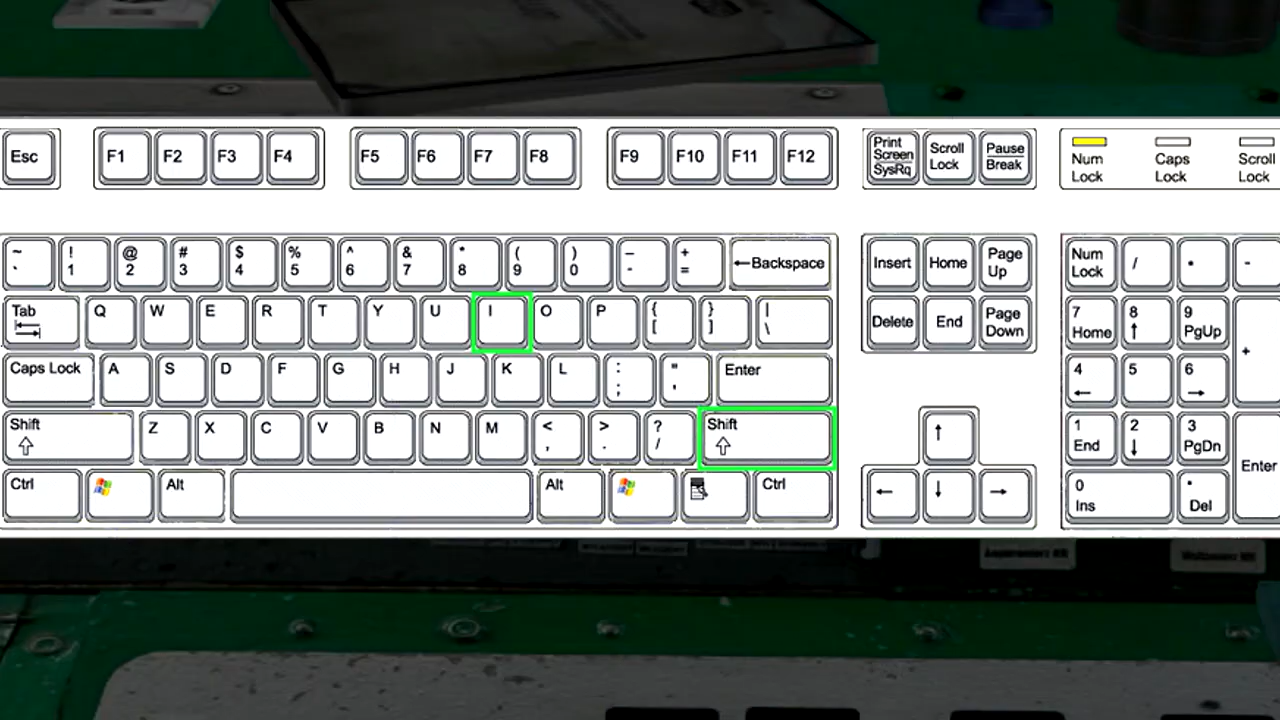 Esc F1 F2 F3 F4 F5 F6 F7 F8 F9 F10 F11 F12 Print Screen SysRq Scroll Lock Pause Break Num Lock Caps Lock Scroll Lock
~ ` ! 1 @ 2 # 3 $ 4 % 5 ^ 6 & 7 * 8 ( 9 ) 0 – - + = ←Backspace Insert Home Page Up Num Lock / * -
Tab Q W E R T Y U I O P { [ } ] | \ Delete End Page Down 7 Home 8 ↑ 9 PgUp +
Caps Lock A S D F G H J K L : ; " ' Enter 4 ← 5 6 →
Shift ⇧ Z X C V B N M < , > . ? / Shift ⇧ ↑ 1 End 2 ↓ 3 PgDn Enter
Ctrl Alt Alt Ctrl ← ↓ → 0 Ins • Del